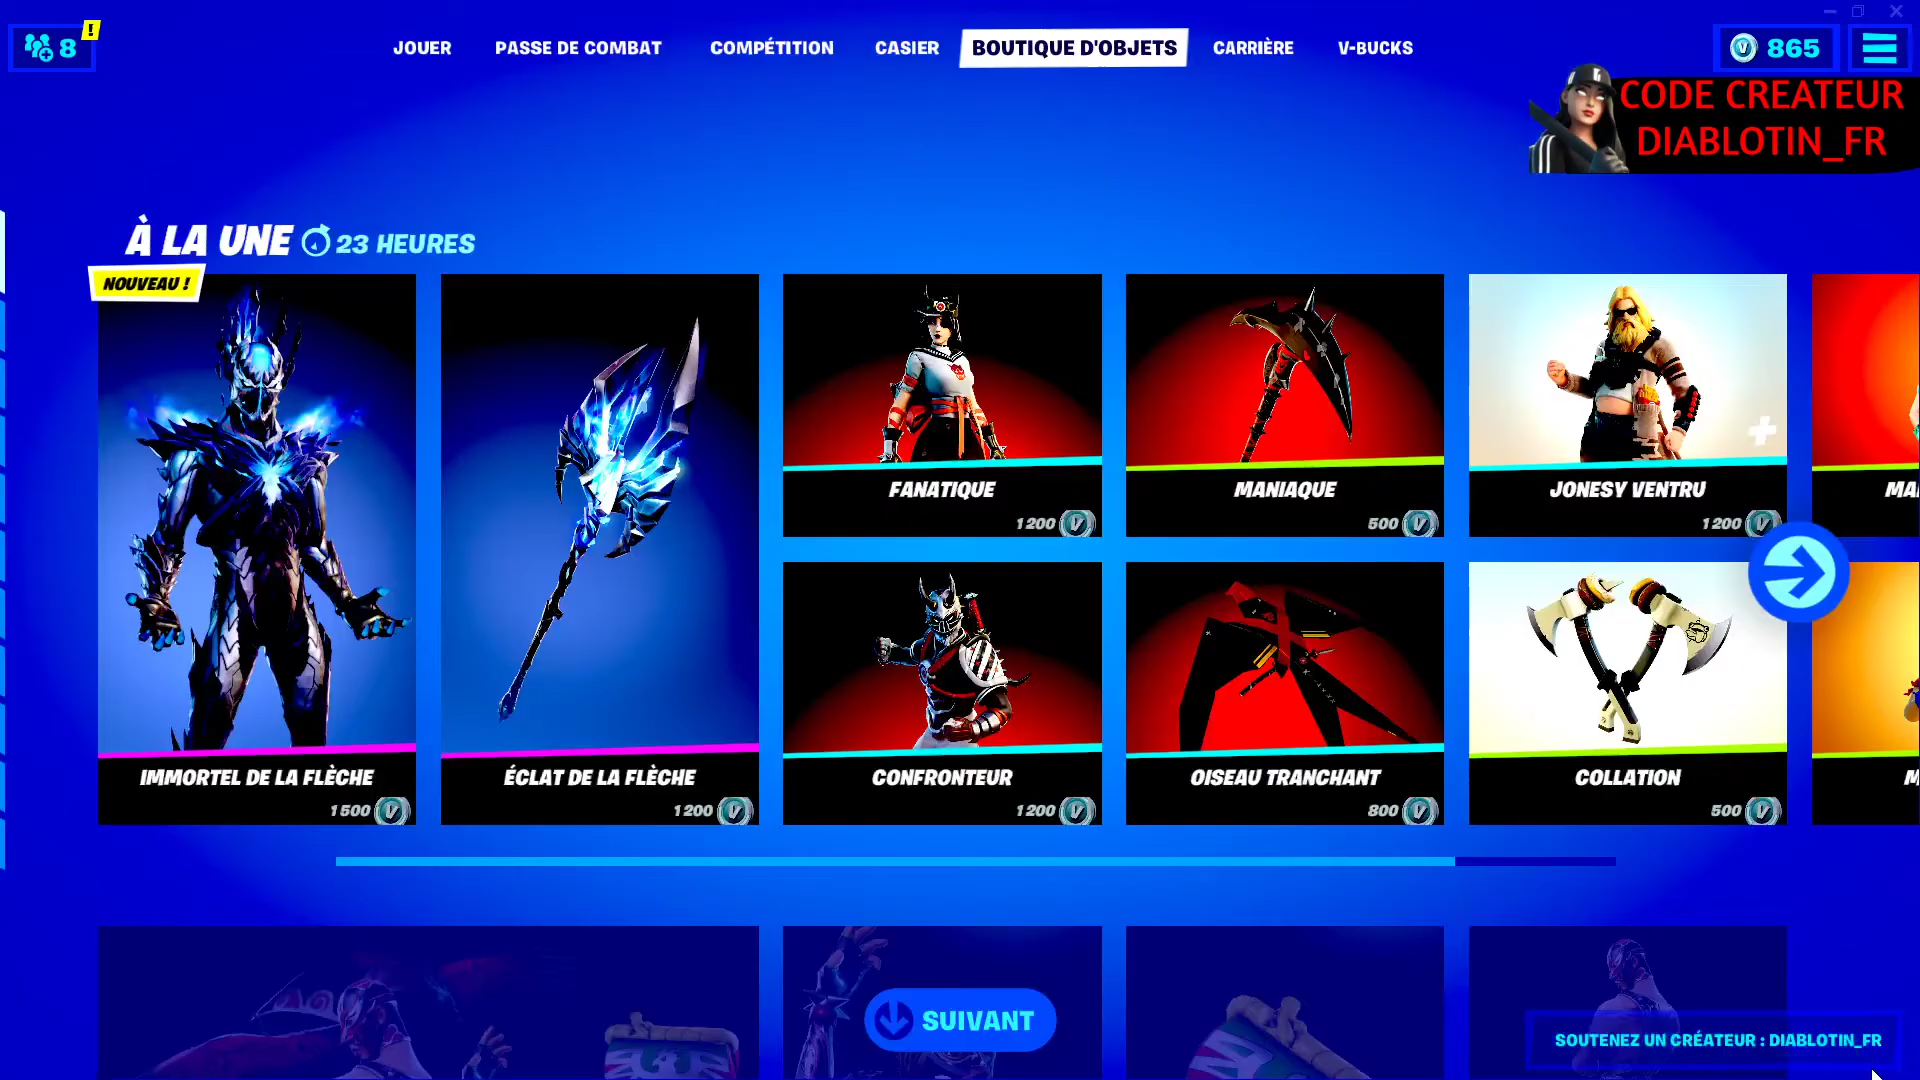 8
!
JOUER
PASSE DE COMBAT
COMPÉTITION
CASIER
BOUTIQUE D'OBJETS
CARRIÈRE
V-BUCKS
865
CODE CREATEUR
DIABLOTIN_FR
À LA UNE
23 HEURES
NOUVEAU !
FANATIQUE
1 200
MANIAQUE
500
JONESY VENTRU
1 200
MA
IMMORTEL DE LA FLÈCHE
1 500
ÉCLAT DE LA FLÈCHE
1 200
CONFRONTEUR
1 200
OISEAU TRANCHANT
800
COLLATION
500
M
SUIVANT
SOUTENEZ UN CRÉATEUR : DIABLOTIN_FR